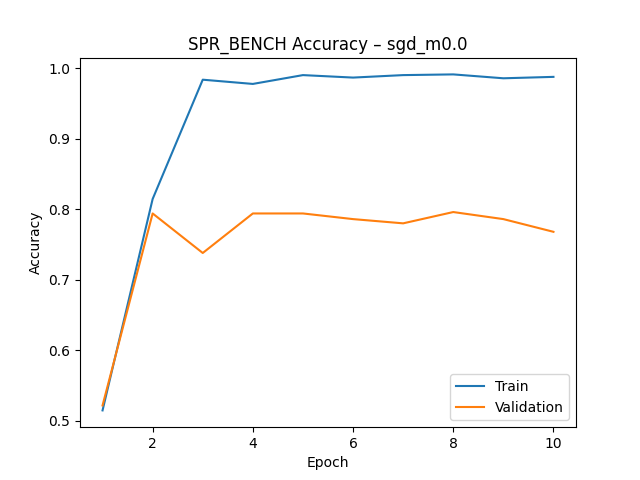 SPR_BENCH Accuracy – sgd_m0.0
1.0
0.9
0.8
0.7
0.6
0.5
Accuracy
2 4 6 8 10
Epoch
Train
Validation